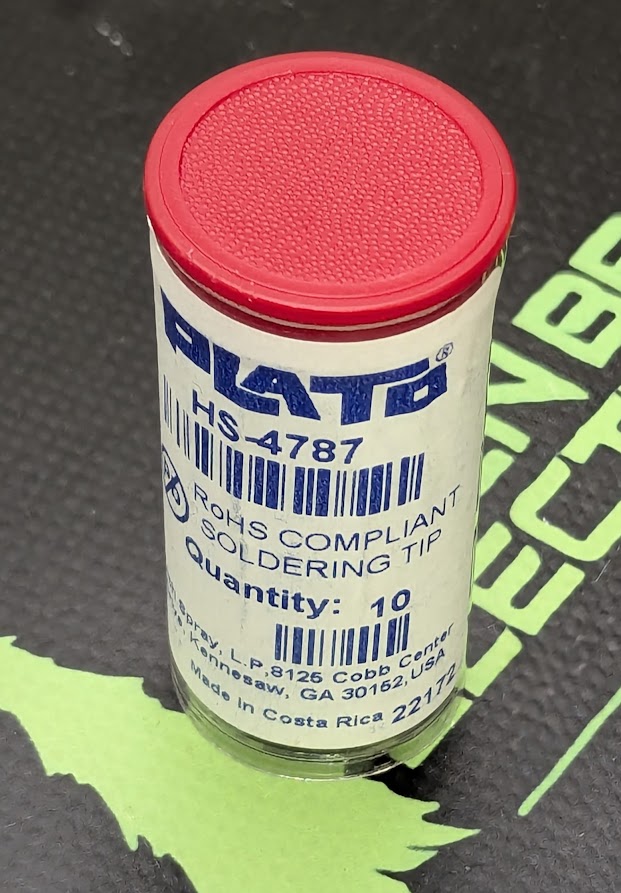 PLATO®
HS-4787
RoHS COMPLIANT
SOLDERING TIP
Quantity: 10
Spray, L.P.,8125 Cobb Center
Kennesaw, GA 30152, USA
Made in Costa Rica 22172